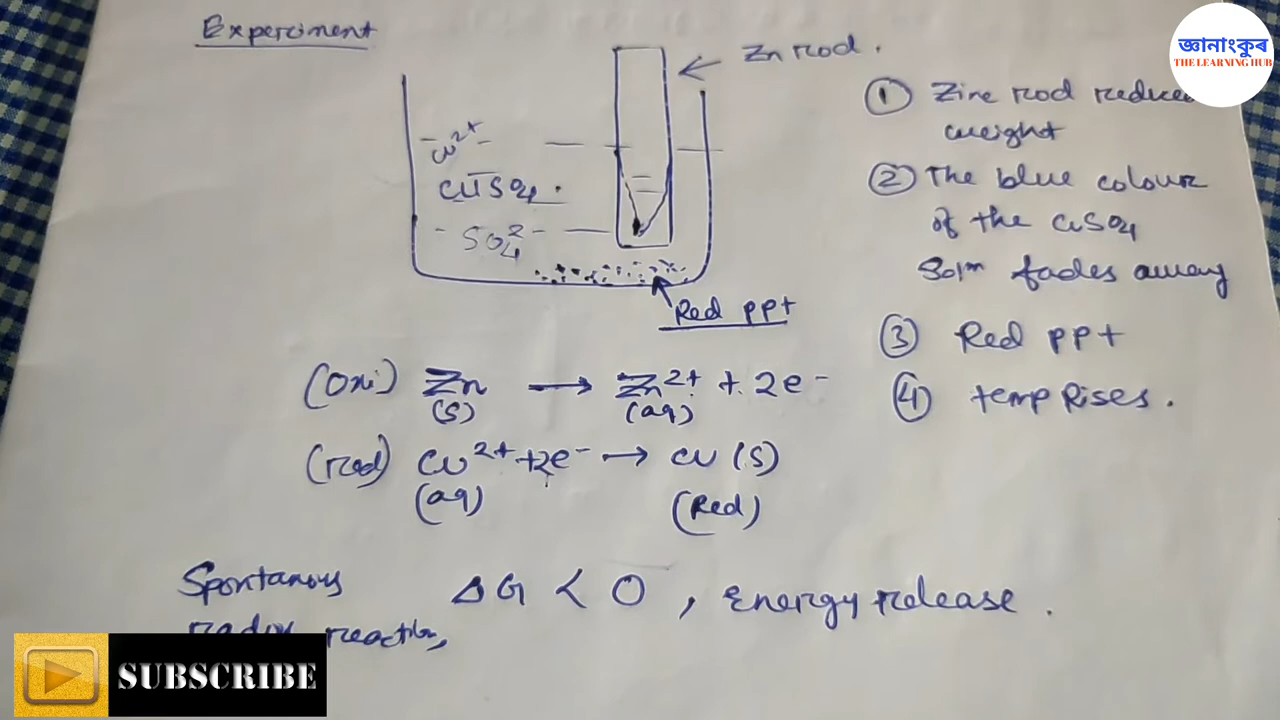 Experiment
Zn Rod.
Cu²⁺
CuSO₄.
SO₄²⁻
Red ppt
① Zinc rod reduces
weight
② The blue colour
of the CuSO₄
Solⁿ fades away
③ Red ppt
④ temp Rises.
(Oxi) Zn ⟶ Zn²⁺ + 2e⁻
(s) (aq)
(red) Cu²⁺ + 2e⁻ → Cu (s)
(aq) (Red)
Spontanous ΔG < 0, Energy release.
redox reaction,
জ্ঞানাংকুৰ
THE LEARNING HUB
SUBSCRIBE